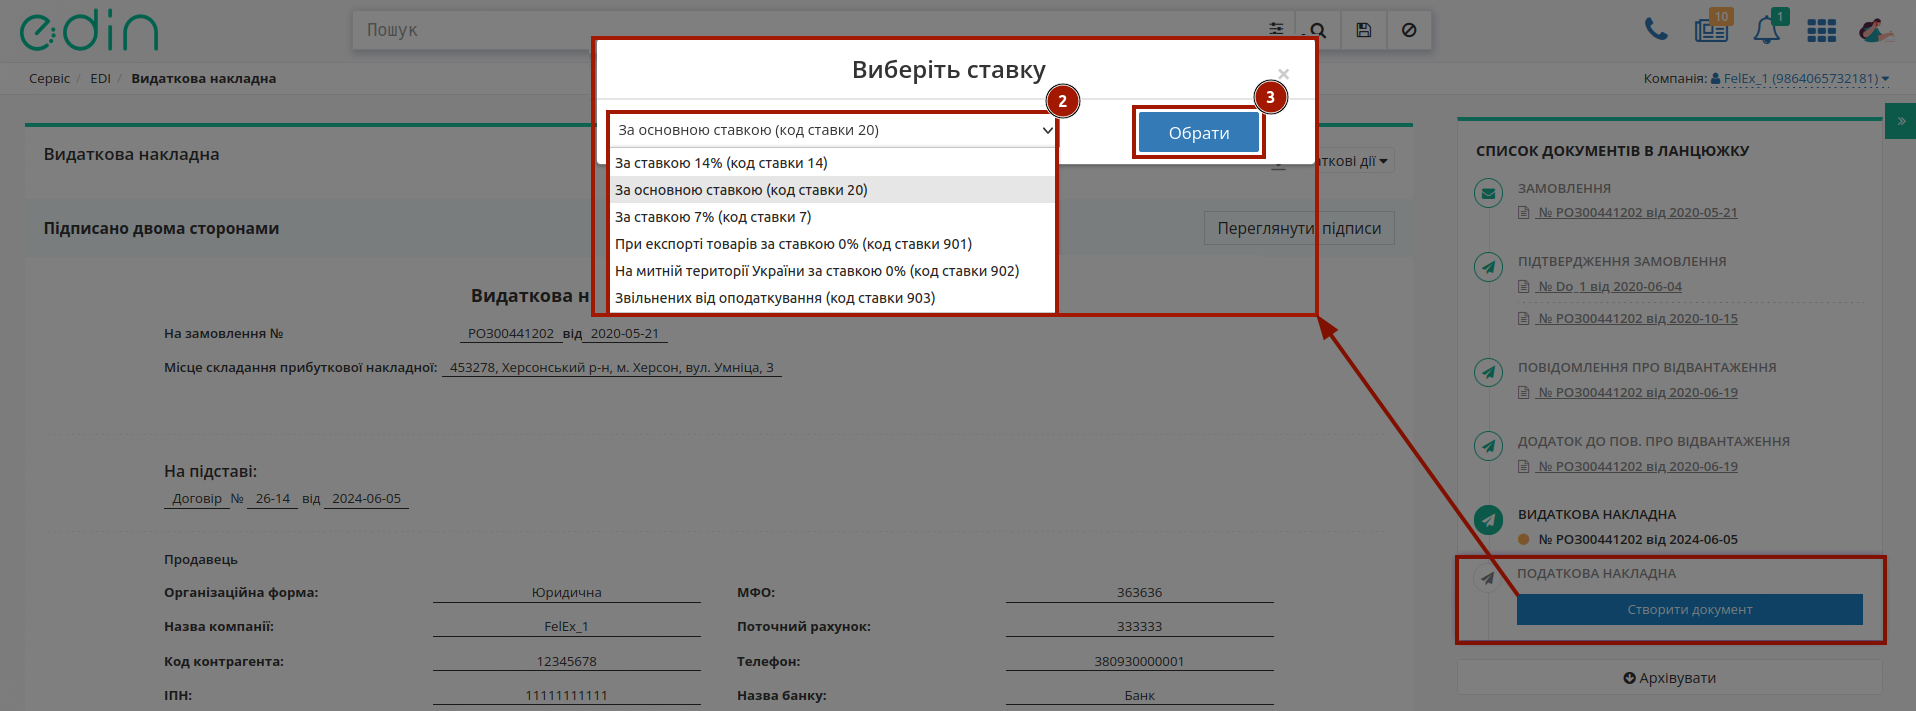 edin
Пошук
10
1
Сервіс / EDI / Видаткова накладна
Компанія: FelEx_1 (9864065732181)
Виберіть ставку
×
2
3
За основною ставкою (код ставки 20)
Обрати
За ставкою 14% (код ставки 14)
За основною ставкою (код ставки 20)
За ставкою 7% (код ставки 7)
При експорті товарів за ставкою 0% (код ставки 901)
На митній території України за ставкою 0% (код ставки 902)
Звільнених від оподаткування (код ставки 903)
Видаткова накладна
ткові дії
Підписано двома сторонами
Переглянути підписи
Видаткова н
На замовлення №
РОЗ00441202 від 2020-05-21
Місце складання прибуткової накладної: 453278, Херсонський р-н, м. Херсон, вул. Умніца, 3
На підставі:
Договір № 26-14 від 2024-06-05
Продавець
Організаційна форма: Юридична
МФО: 363636
Назва компанії: FelEx_1
Поточний рахунок: 333333
Код контрагента: 12345678
Телефон: 380930000001
ІПН: 11111111111
Назва банку: Банк
»
СПИСОК ДОКУМЕНТІВ В ЛАНЦЮЖКУ
ЗАМОВЛЕННЯ
№ РОЗ00441202 від 2020-05-21
ПІДТВЕРДЖЕННЯ ЗАМОВЛЕННЯ
№ Do_1 від 2020-06-04
№ РОЗ00441202 від 2020-10-15
ПОВІДОМЛЕННЯ ПРО ВІДВАНТАЖЕННЯ
№ РОЗ00441202 від 2020-06-19
ДОДАТОК ДО ПОВ. ПРО ВІДВАНТАЖЕННЯ
№ РОЗ00441202 від 2020-06-19
ВИДАТКОВА НАКЛАДНА
№ РОЗ00441202 від 2024-06-05
ПОДАТКОВА НАКЛАДНА
Створити документ
Архівувати